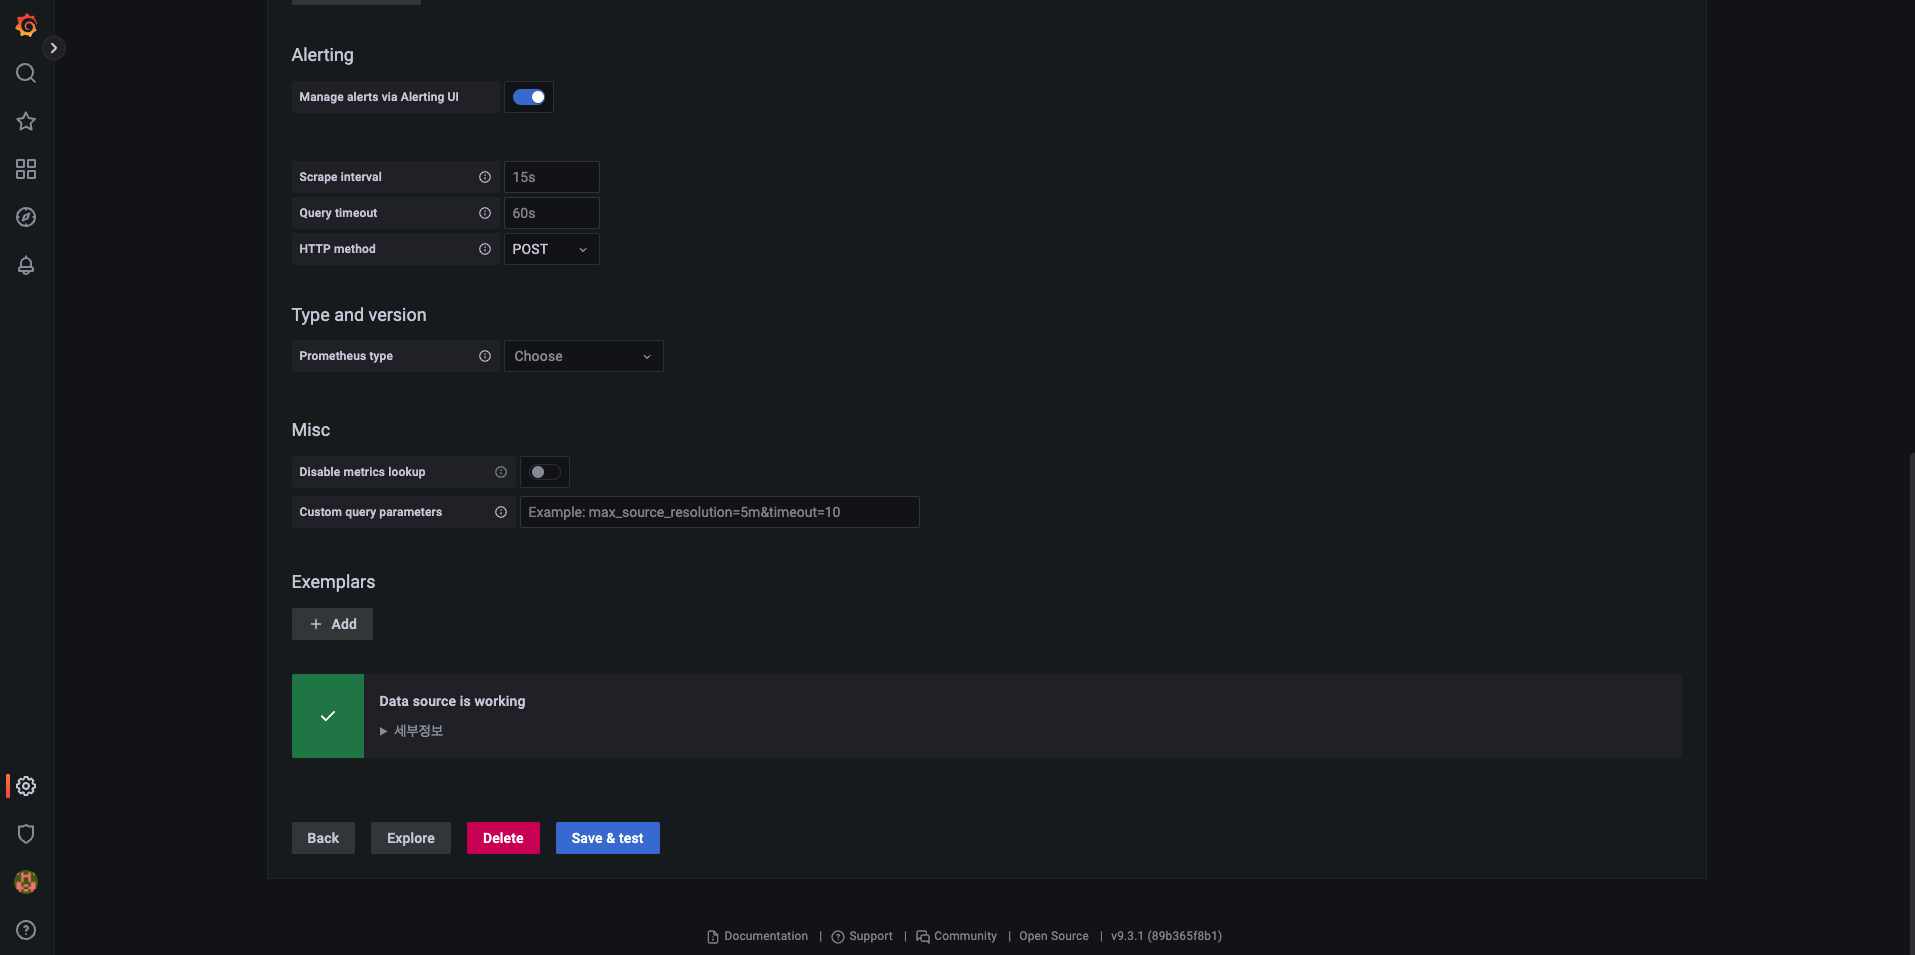 Alerting
Manage alerts via Alerting UI
Scrape interval 15s
Query timeout 60s
HTTP method POST
Type and version
Prometheus type Choose
Misc
Disable metrics lookup
Custom query parameters Example: max_source_resolution=5m&timeout=10
Exemplars
+ Add
Data source is working
▶ 세부정보
Back Explore Delete Save & test
Documentation | Support | Community | Open Source | v9.3.1 (89b365f8b1)